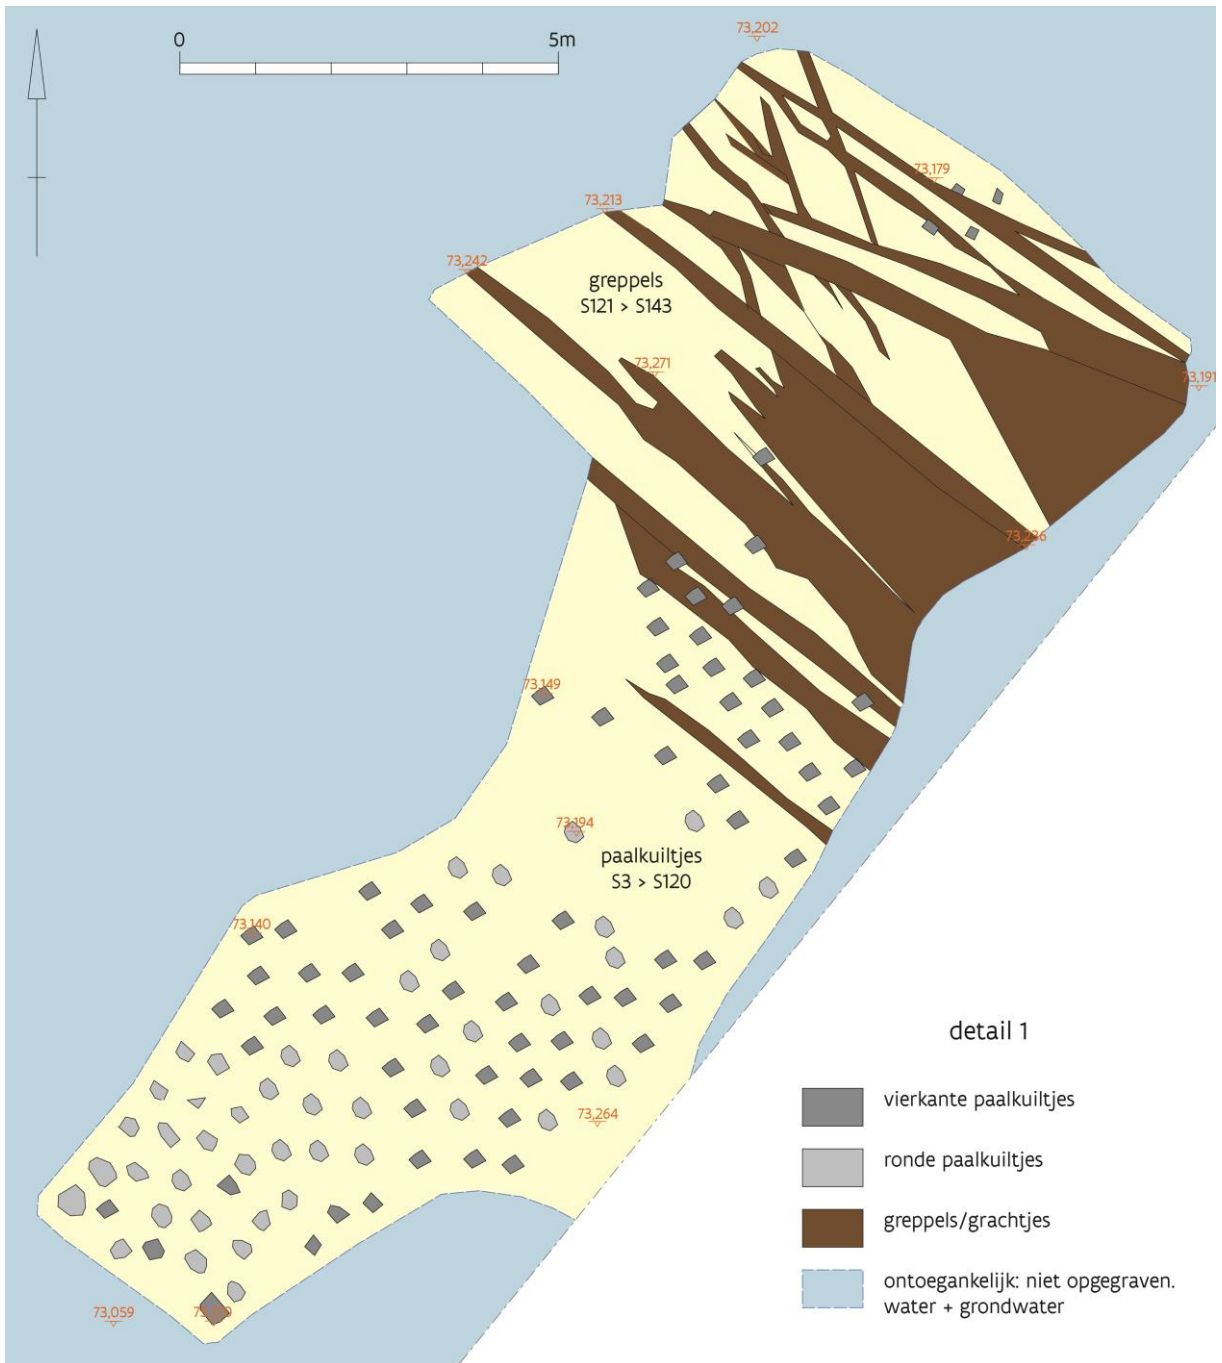 0 5m
73,202
73,179
73,213
73,242
greppels
S121 > S143
73,271
73,191
73,149
73,194
paalkuiltjes
S3 > S120
73,140
73,264
73,059
detail 1
vierkante paalkuiltjes
ronde paalkuiltjes
greppels/grachtjes
ontoegankelijk: niet opgegraven.
water + grondwater